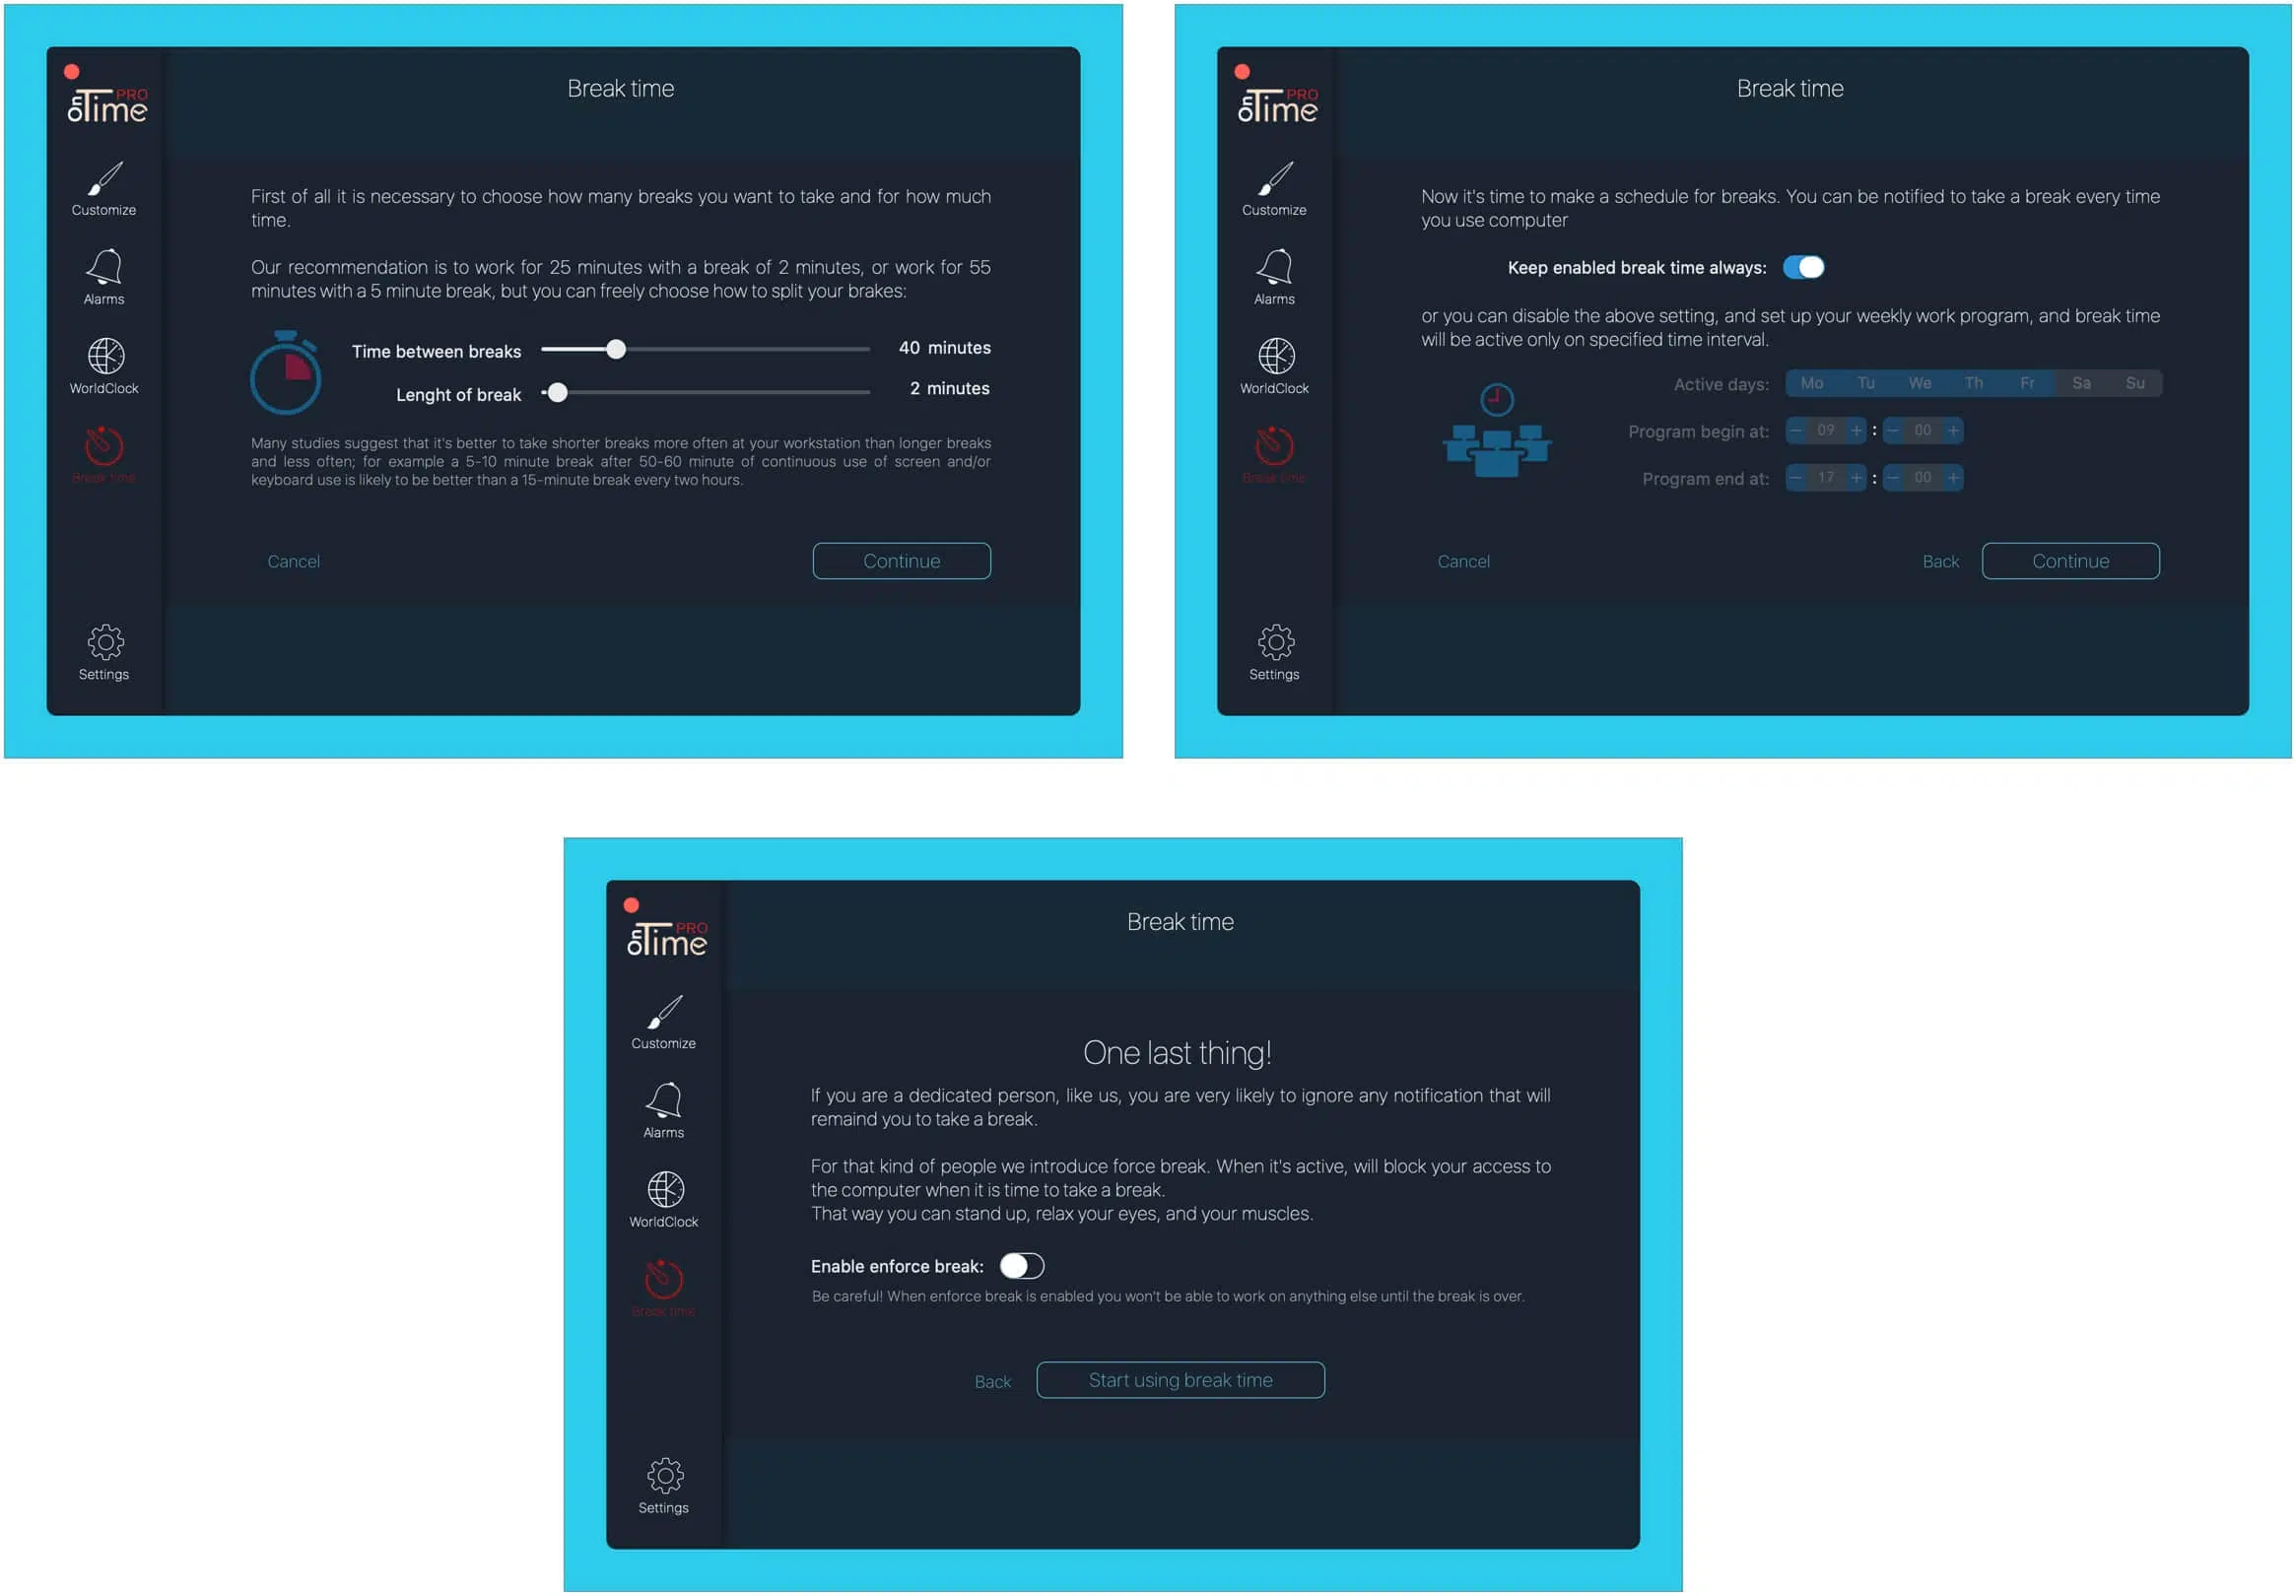 PRO
onTime
Customize
Alarms
WorldClock
Break time
Settings
Break time
First of all it is necessary to choose how many breaks you want to take and for how much
time.
Our recommendation is to work for 25 minutes with a break of 2 minutes, or work for 55
minutes with a 5 minute break, but you can freely choose how to split your brakes:
Time between breaks 40 minutes
Lenght of break 2 minutes
Many studies suggest that it's better to take shorter breaks more often at your workstation than longer breaks
and less often; for example a 5-10 minute break after 50-60 minute of continuous use of screen and/or
keyboard use is likely to be better than a 15-minute break every two hours.
Cancel Continue
PRO
onTime
Customize
Alarms
WorldClock
Break time
Settings
Break time
Now it's time to make a schedule for breaks. You can be notified to take a break every time
you use computer
Keep enabled break time always:
or you can disable the above setting, and set up your weekly work program, and break time
will be active only on specified time interval.
Active days: Mo Tu We Th Fr Sa Su
Program begin at: − 09 + : − 00 +
Program end at: − 17 + : − 00 +
Cancel Back Continue
PRO
onTime
Customize
Alarms
WorldClock
Break time
Settings
Break time
One last thing!
If you are a dedicated person, like us, you are very likely to ignore any notification that will
remaind you to take a break.
For that kind of people we introduce force break. When it's active, will block your access to
the computer when it is time to take a break.
That way you can stand up, relax your eyes, and your muscles.
Enable enforce break:
Be careful! When enforce break is enabled you won't be able to work on anything else until the break is over.
Back Start using break time